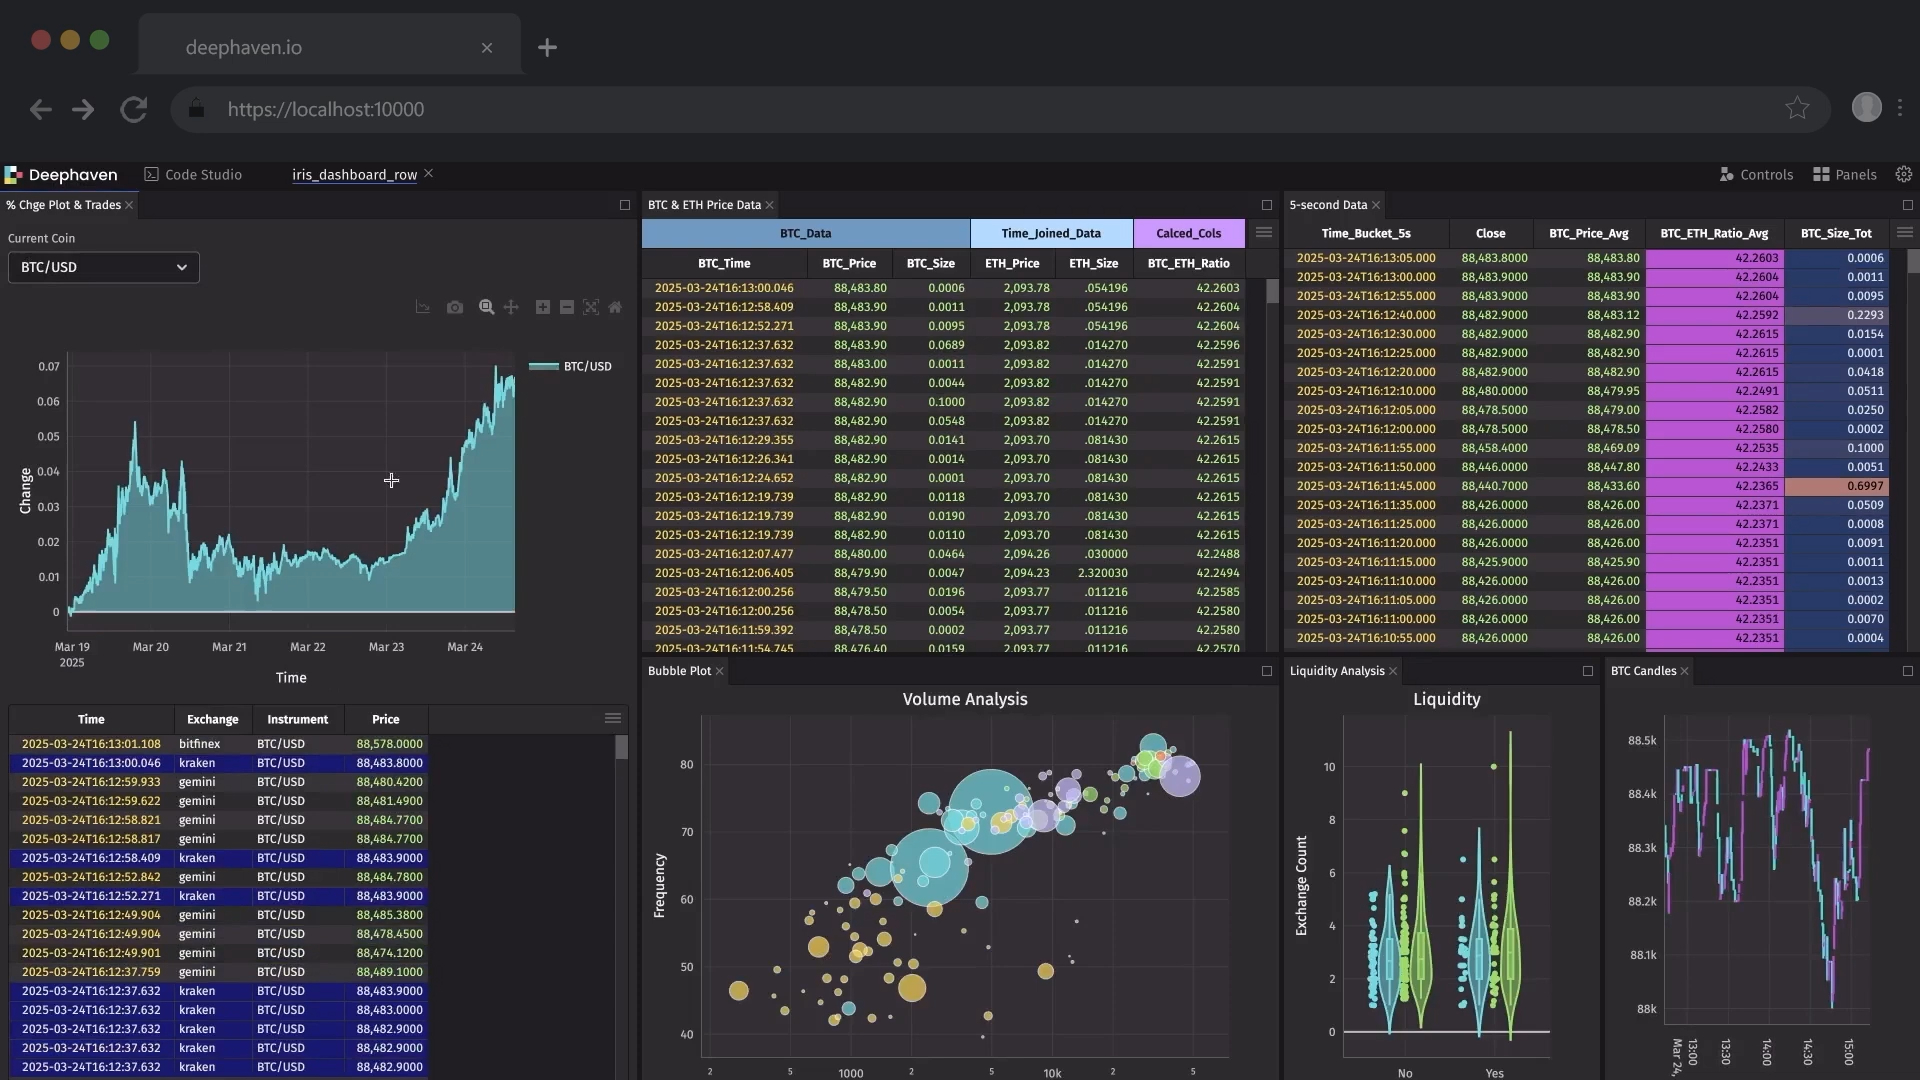 deephaven.io
https://localhost:10000
Deephaven
Code Studio
iris_dashboard_row
Controls
Panels
% Chge Plot & Trades
Current Coin
BTC/USD
0.07
0.06
0.05
0.04
0.03
0.02
0.01
0
Change
BTC/USD
Mar 19
2025
Mar 20
Mar 21
Mar 22
Mar 23
Mar 24
Time
Time Exchange Instrument Price
2025-03-24T16:13:01.108 bitfinex BTC/USD 88,578.0000
2025-03-24T16:13:00.046 kraken BTC/USD 88,483.8000
2025-03-24T16:12:59.933 gemini BTC/USD 88,480.4200
2025-03-24T16:12:59.622 gemini BTC/USD 88,481.4900
2025-03-24T16:12:58.821 gemini BTC/USD 88,484.7700
2025-03-24T16:12:58.817 gemini BTC/USD 88,484.7700
2025-03-24T16:12:58.409 kraken BTC/USD 88,483.9000
2025-03-24T16:12:52.842 gemini BTC/USD 88,484.7800
2025-03-24T16:12:52.271 kraken BTC/USD 88,483.9000
2025-03-24T16:12:49.904 gemini BTC/USD 88,485.3800
2025-03-24T16:12:49.904 gemini BTC/USD 88,478.4500
2025-03-24T16:12:49.901 gemini BTC/USD 88,474.1200
2025-03-24T16:12:37.759 gemini BTC/USD 88,489.1000
2025-03-24T16:12:37.632 kraken BTC/USD 88,483.9000
2025-03-24T16:12:37.632 kraken BTC/USD 88,483.0000
2025-03-24T16:12:37.632 kraken BTC/USD 88,482.9000
2025-03-24T16:12:37.632 kraken BTC/USD 88,482.9000
2025-03-24T16:12:37.632 kraken BTC/USD 88,482.9000
BTC & ETH Price Data
BTC_Data Time_Joined_Data Calced_Cols
BTC_Time BTC_Price BTC_Size ETH_Price ETH_Size BTC_ETH_Ratio
2025-03-24T16:13:00.046 88,483.80 0.0006 2,093.78 .054196 42.2603
2025-03-24T16:12:58.409 88,483.90 0.0011 2,093.78 .054196 42.2604
2025-03-24T16:12:52.271 88,483.90 0.0095 2,093.78 .054196 42.2604
2025-03-24T16:12:37.632 88,483.90 0.0689 2,093.82 .014270 42.2596
2025-03-24T16:12:37.632 88,483.00 0.0011 2,093.82 .014270 42.2591
2025-03-24T16:12:37.632 88,482.90 0.0044 2,093.82 .014270 42.2591
2025-03-24T16:12:37.632 88,482.90 0.1000 2,093.82 .014270 42.2591
2025-03-24T16:12:37.632 88,482.90 0.0548 2,093.82 .014270 42.2591
2025-03-24T16:12:29.355 88,482.90 0.0141 2,093.70 .081430 42.2615
2025-03-24T16:12:26.341 88,482.90 0.0014 2,093.70 .081430 42.2615
2025-03-24T16:12:24.652 88,482.90 0.0001 2,093.70 .081430 42.2615
2025-03-24T16:12:19.739 88,482.90 0.0118 2,093.70 .081430 42.2615
2025-03-24T16:12:19.739 88,482.90 0.0190 2,093.70 .081430 42.2615
2025-03-24T16:12:19.739 88,482.90 0.0110 2,093.70 .081430 42.2615
2025-03-24T16:12:07.477 88,480.00 0.0464 2,094.26 .030000 42.2488
2025-03-24T16:12:06.405 88,479.90 0.0047 2,094.23 2.320030 42.2494
2025-03-24T16:12:00.256 88,479.50 0.0196 2,093.77 .011216 42.2585
2025-03-24T16:12:00.256 88,478.50 0.0054 2,093.77 .011216 42.2580
2025-03-24T16:11:59.392 88,478.50 0.0002 2,093.77 .011216 42.2580
2025-03-24T16:11:54.745 88,476.40 0.0159 2,093.77 .011216 42.2570
5-second Data
Time_Bucket_5s Close BTC_Price_Avg BTC_ETH_Ratio_Avg BTC_Size_Tot
2025-03-24T16:13:05.000 88,483.8000 88,483.80 42.2603 0.0006
2025-03-24T16:13:00.000 88,483.9000 88,483.90 42.2604 0.0011
2025-03-24T16:12:55.000 88,483.9000 88,483.90 42.2604 0.0095
2025-03-24T16:12:40.000 88,482.9000 88,483.12 42.2592 0.2293
2025-03-24T16:12:30.000 88,482.9000 88,482.90 42.2615 0.0154
2025-03-24T16:12:25.000 88,482.9000 88,482.90 42.2615 0.0001
2025-03-24T16:12:20.000 88,482.9000 88,482.90 42.2615 0.0418
2025-03-24T16:12:10.000 88,480.0000 88,479.95 42.2491 0.0511
2025-03-24T16:12:05.000 88,478.5000 88,479.00 42.2582 0.0250
2025-03-24T16:12:00.000 88,478.5000 88,478.50 42.2580 0.0002
2025-03-24T16:11:55.000 88,458.4000 88,469.09 42.2535 0.1000
2025-03-24T16:11:50.000 88,446.0000 88,447.80 42.2433 0.0051
2025-03-24T16:11:45.000 88,440.7000 88,433.60 42.2365 0.6997
2025-03-24T16:11:35.000 88,426.0000 88,426.00 42.2371 0.0509
2025-03-24T16:11:25.000 88,426.0000 88,426.00 42.2371 0.0008
2025-03-24T16:11:20.000 88,426.0000 88,426.00 42.2351 0.0091
2025-03-24T16:11:15.000 88,425.9000 88,425.90 42.2351 0.0011
2025-03-24T16:11:10.000 88,426.0000 88,426.00 42.2351 0.0013
2025-03-24T16:11:05.000 88,426.0000 88,426.00 42.2351 0.0002
2025-03-24T16:11:00.000 88,426.0000 88,426.00 42.2351 0.0070
2025-03-24T16:10:55.000 88,426.0000 88,426.00 42.2351 0.0004
Bubble Plot
Volume Analysis
80
70
60
50
40
Frequency
2 5 1000 2 5 10k 2 5
Liquidity Analysis
Liquidity
10
8
6
4
2
0
Exchange Count
No Yes
BTC Candles
88.5k
88.4k
88.3k
88.2k
88.1k
88k
13:00
Mar 24,
13:30
14:00
14:30
15:00